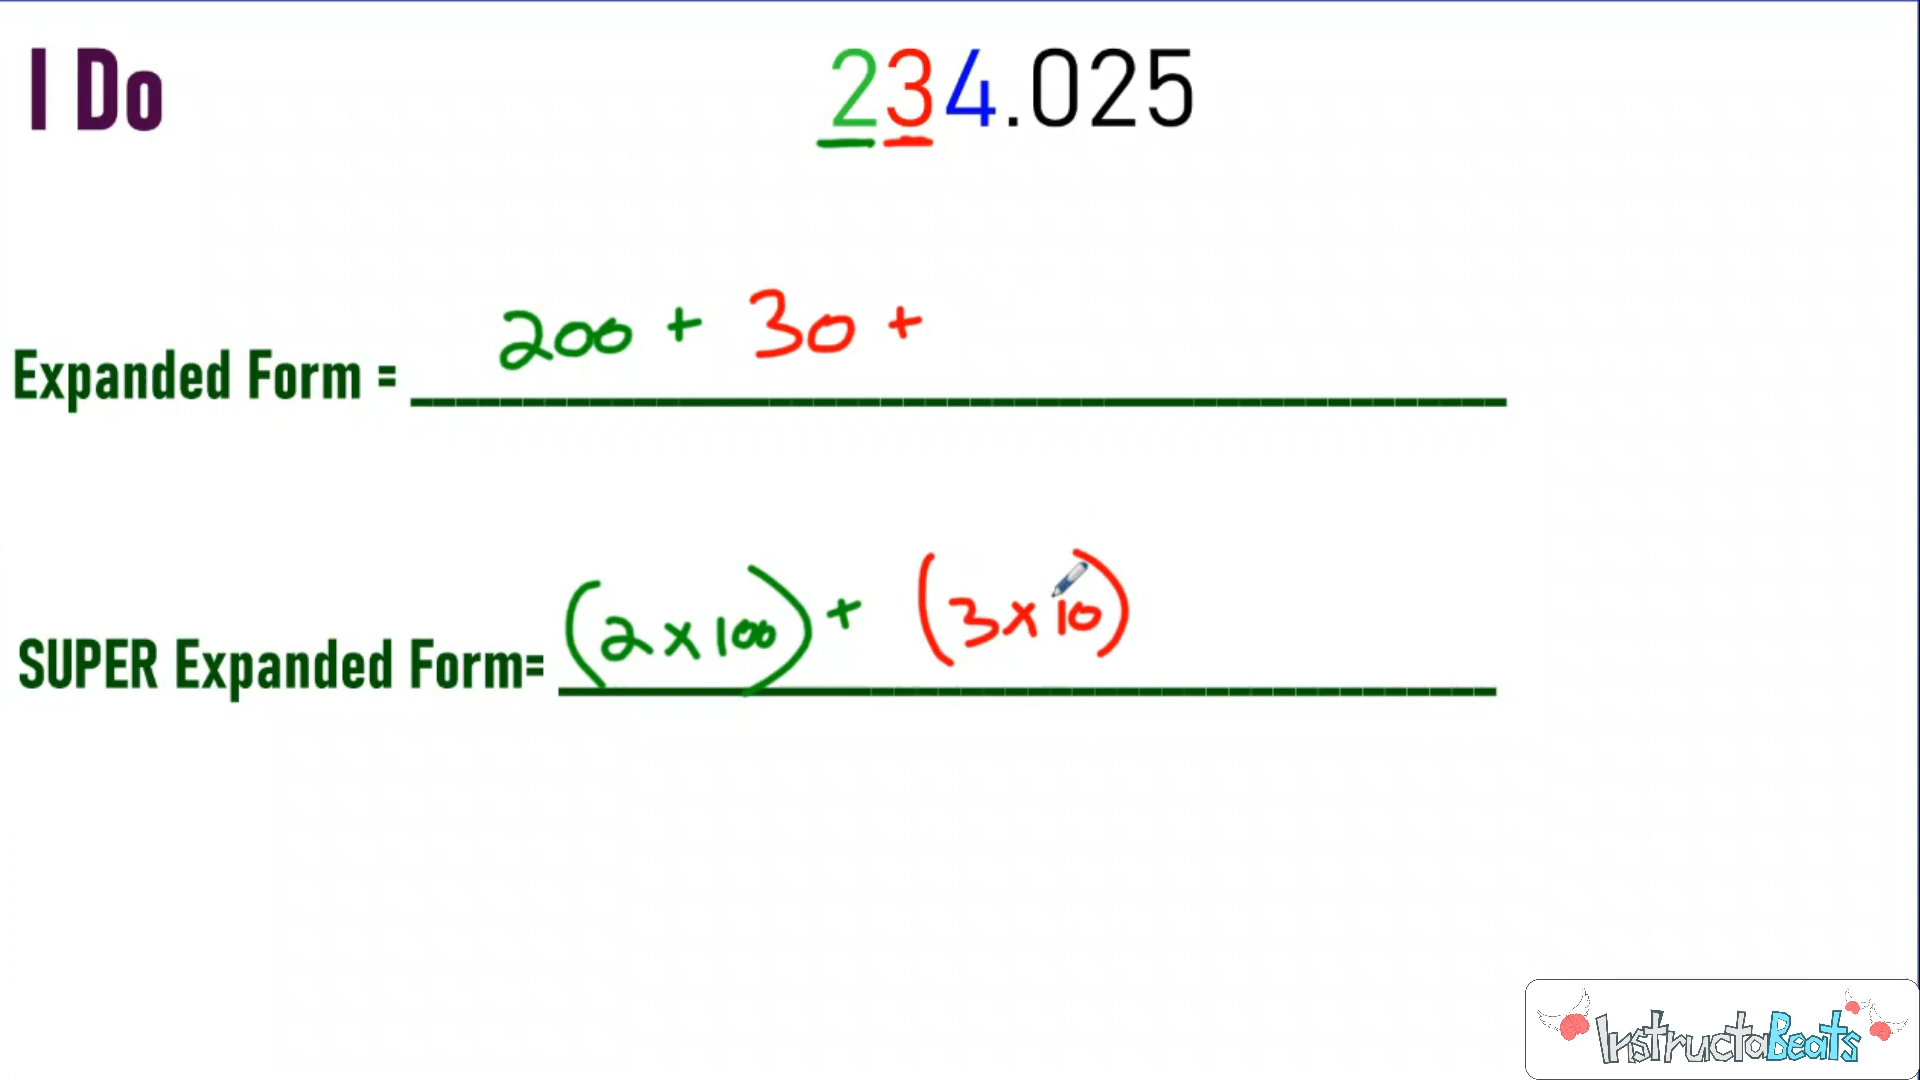 I Do
234.025
200 + 30 +
Expanded Form =
(2 x 100) + (3 x 10)
SUPER Expanded Form=
InstructaBeats